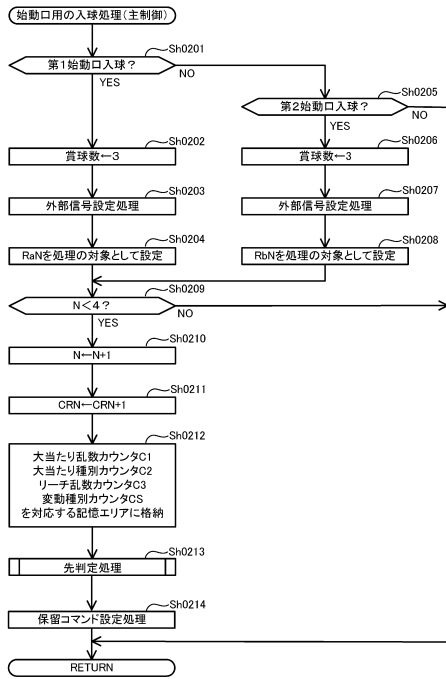 始動口用の入球処理(主制御)
Sh0201
第1始動口入球?
NO
YES
Sh0205
第2始動口入球?
NO
YES
Sh0202
賞球数←3
Sh0206
賞球数←3
Sh0203
外部信号設定処理
Sh0207
外部信号設定処理
Sh0204
RaNを処理の対象として設定
Sh0208
RbNを処理の対象として設定
Sh0209
N<4?
NO
YES
Sh0210
N←N+1
Sh0211
CRN←CRN+1
Sh0212
大当たり乱数カウンタC1
大当たり種別カウンタC2
リーチ乱数カウンタC3
変動種別カウンタCS
を対応する記憶エリアに格納
Sh0213
先判定処理
Sh0214
保留コマンド設定処理
RETURN